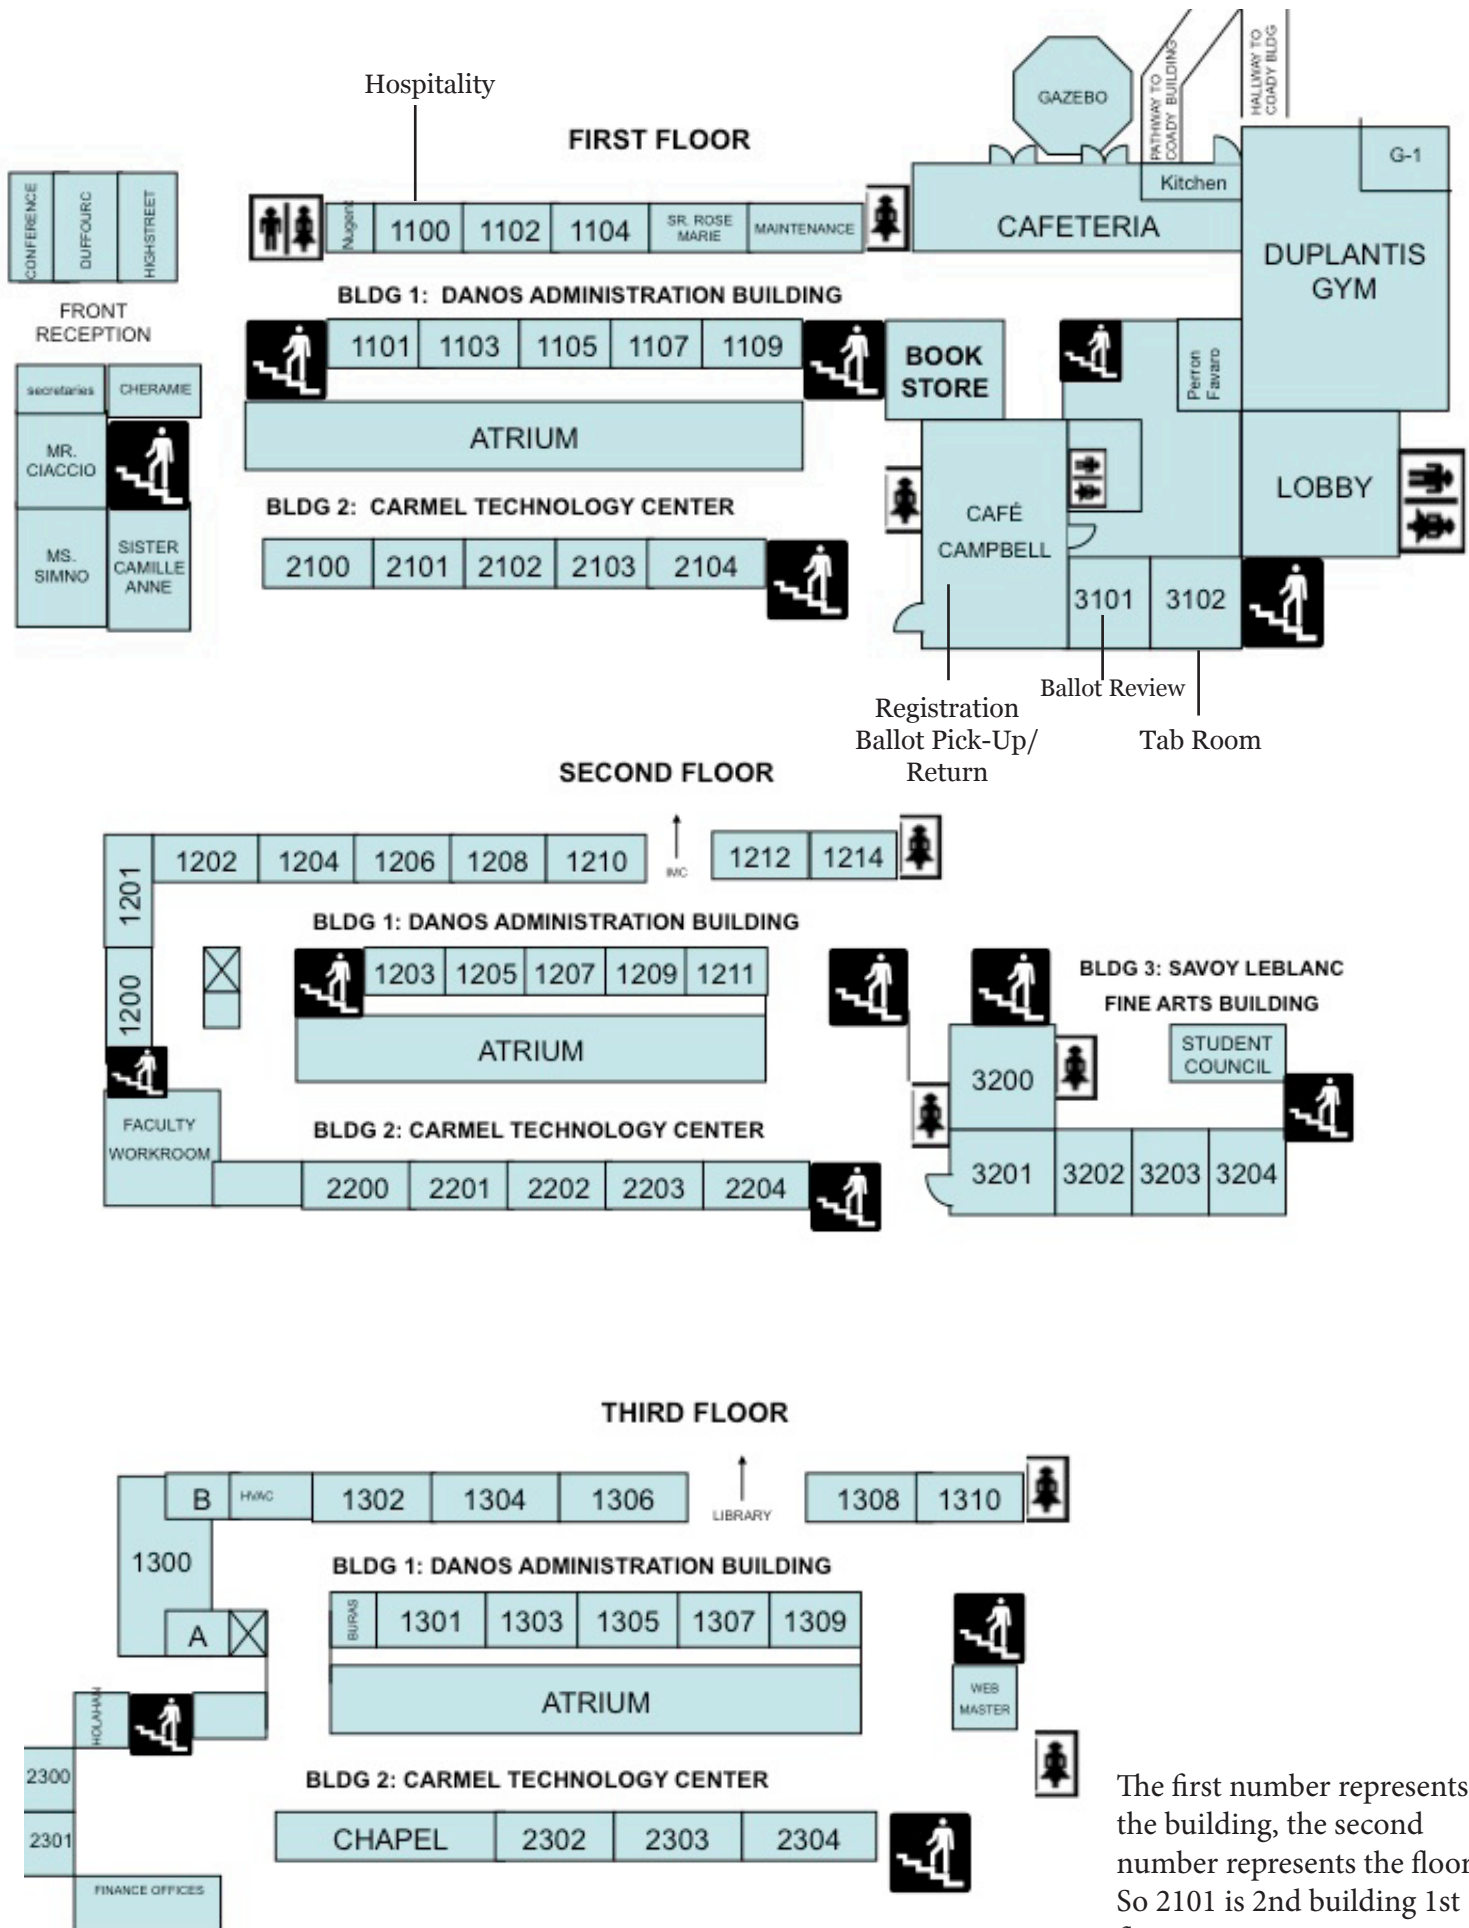 Hospitality
FIRST FLOOR
GAZEBO
PATHWAY TO
COADY BUILDING
HALLWAY TO
COADY BLDG
CONFERENCE
DUFFOURC
HIGHSTREET
FRONT
RECEPTION
Nugent
1100
1102
1104
SR. ROSE
MARIE
MAINTENANCE
Kitchen
CAFETERIA
G-1
DUPLANTIS
GYM
BLDG 1: DANOS ADMINISTRATION BUILDING
1101
1103
1105
1107
1109
BOOK
STORE
Perron
Favaro
secretaries
CHERAMIE
MR.
CIACCIO
MS.
SIMNO
SISTER
CAMILLE
ANNE
ATRIUM
BLDG 2: CARMEL TECHNOLOGY CENTER
2100
2101
2102
2103
2104
CAFÉ
CAMPBELL
LOBBY
3101
3102
Ballot Review
Registration
Ballot Pick-Up/
Return
Tab Room
SECOND FLOOR
1201
1202
1204
1206
1208
1210
IMC
1212
1214
BLDG 1: DANOS ADMINISTRATION BUILDING
1200
1203
1205
1207
1209
1211
ATRIUM
BLDG 3: SAVOY LEBLANC
FINE ARTS BUILDING
STUDENT
COUNCIL
3200
FACULTY
WORKROOM
BLDG 2: CARMEL TECHNOLOGY CENTER
2200
2201
2202
2203
2204
3201
3202
3203
3204
THIRD FLOOR
B
HVAC
1302
1304
1306
LIBRARY
1308
1310
1300
A
BLDG 1: DANOS ADMINISTRATION BUILDING
BURAS
1301
1303
1305
1307
1309
ATRIUM
WEB
MASTER
HOLAHAN
2300
2301
BLDG 2: CARMEL TECHNOLOGY CENTER
CHAPEL
2302
2303
2304
FINANCE OFFICES
The first number represents
the building, the second
number represents the floor
So 2101 is 2nd building 1st